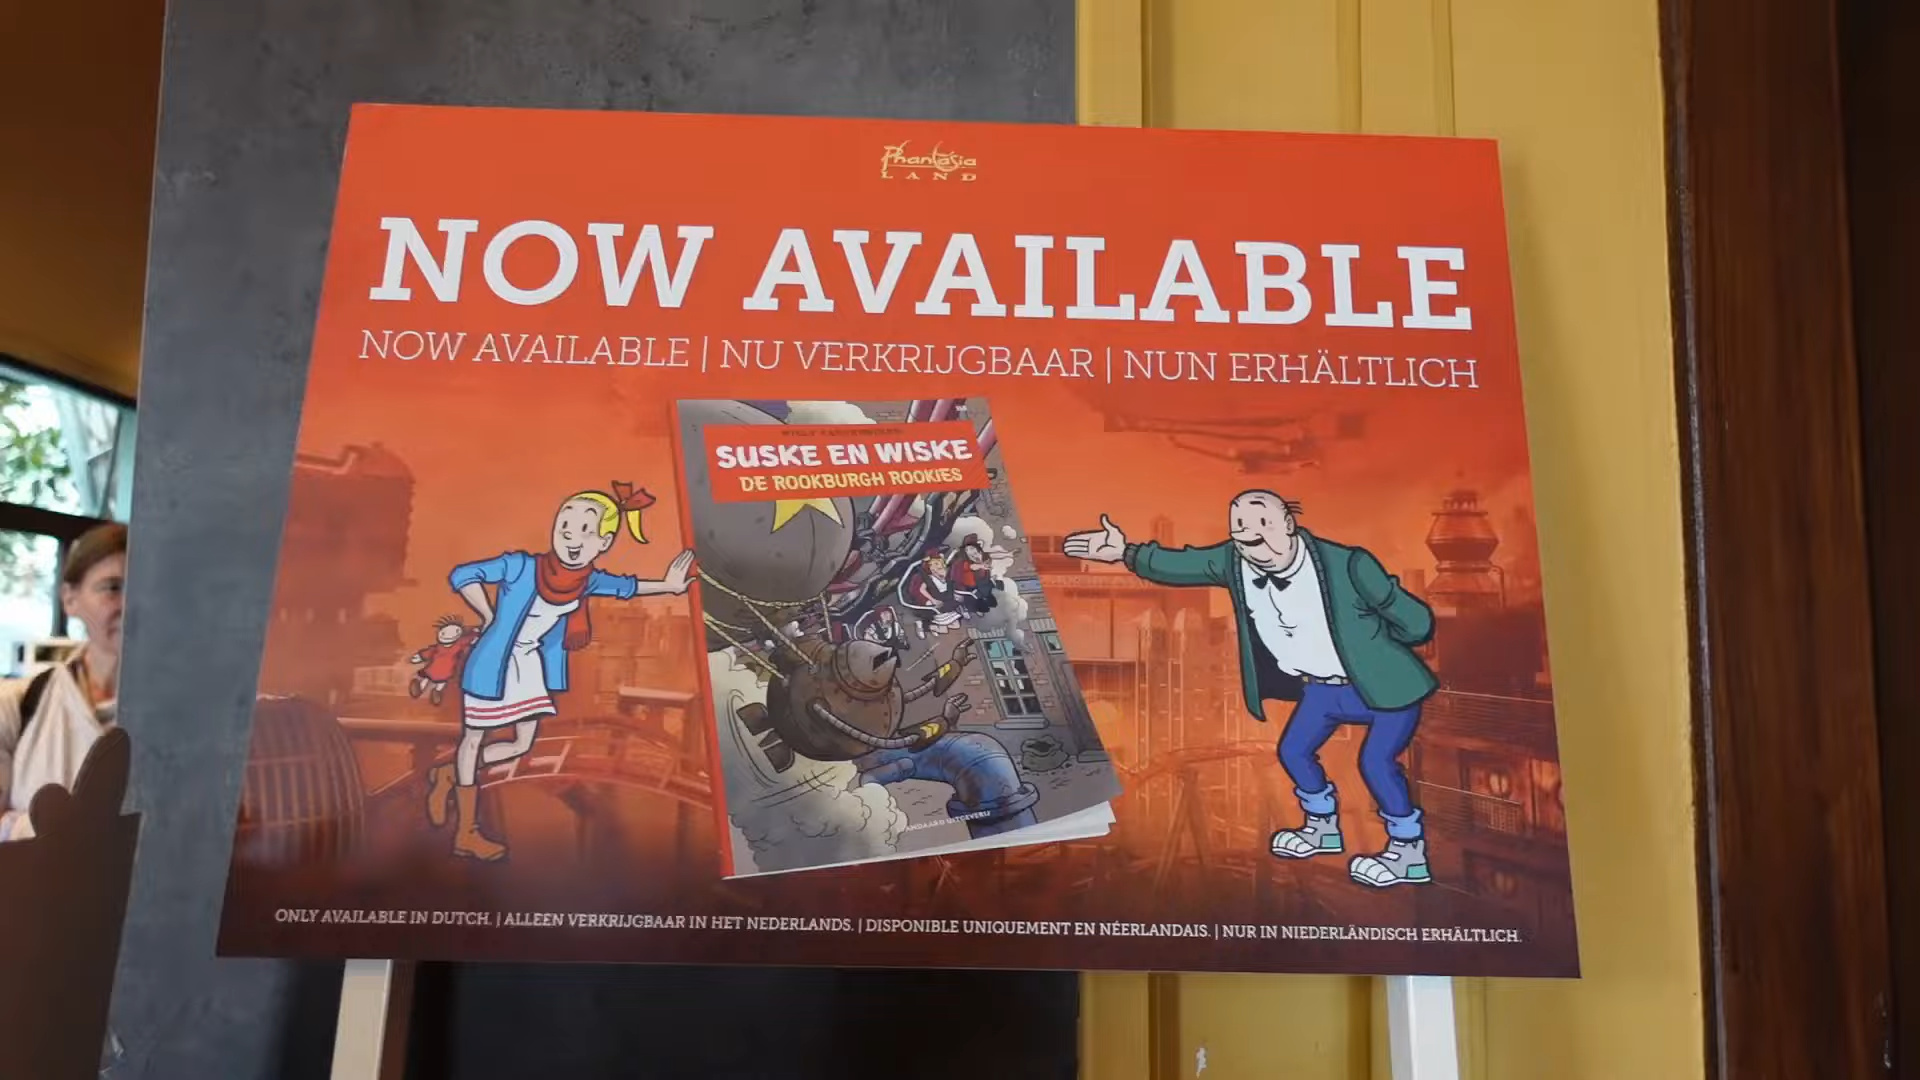 Phantasia
LAND
NOW AVAILABLE
NOW AVAILABLE | NU VERKRIJGBAAR | NUN ERHÄLTLICH
SUSKE EN WISKE
DE ROOKBURGH ROOKIES
UITGEVERIJ
ONLY AVAILABLE IN DUTCH. | ALLEEN VERKRIJGBAAR IN HET NEDERLANDS. | DISPONIBLE UNIQUEMENT EN NÉERLANDAIS. | NUR IN NIEDERLÄNDISCH ERHÄLTLICH.